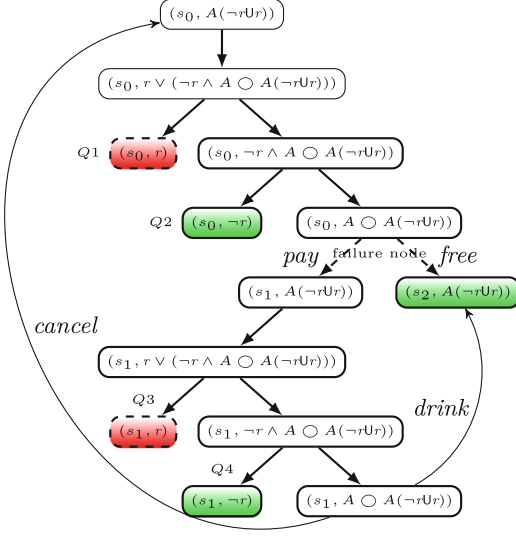 (s₀, A(¬rUr))
(s₀, r ∨ (¬r ∧ A ◯ A(¬rUr)))
Q1 (s₀, r) (s₀, ¬r ∧ A ◯ A(¬rUr))
Q2 (s₀, ¬r) (s₀, A ◯ A(¬rUr))
pay failure node free
(s₁, A(¬rUr)) (s₂, A(¬rUr))
cancel
(s₁, r ∨ (¬r ∧ A ◯ A(¬rUr)))
Q3
drink
(s₁, r) (s₁, ¬r ∧ A ◯ A(¬rUr))
Q4
(s₁, ¬r) (s₁, A ◯ A(¬rUr))